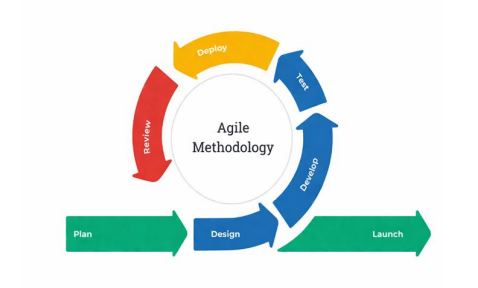 Deploy
Test
Agile
Methodology
Review
Develop
Plan
Design
Launch